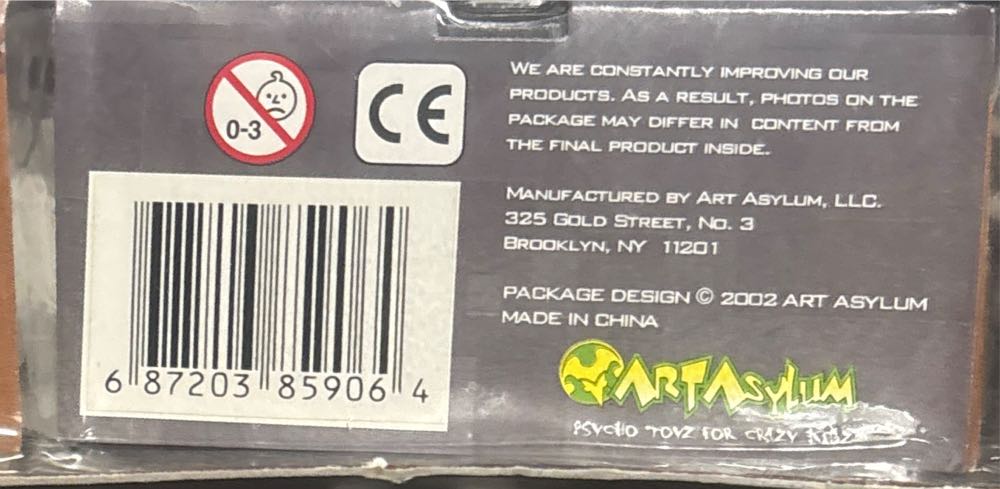 0-3
CE
WE ARE CONSTANTLY IMPROVING OUR
PRODUCTS. AS A RESULT, PHOTOS ON THE
PACKAGE MAY DIFFER IN CONTENT FROM
THE FINAL PRODUCT INSIDE.
MANUFACTURED BY ART ASYLUM, LLC.
325 GOLD STREET, NO. 3
BROOKLYN, NY 11201
PACKAGE DESIGN © 2002 ART ASYLUM
MADE IN CHINA
6 87203 85906 4
ART ASYLUM
PSYCHO TOYZ FOR CRAZY